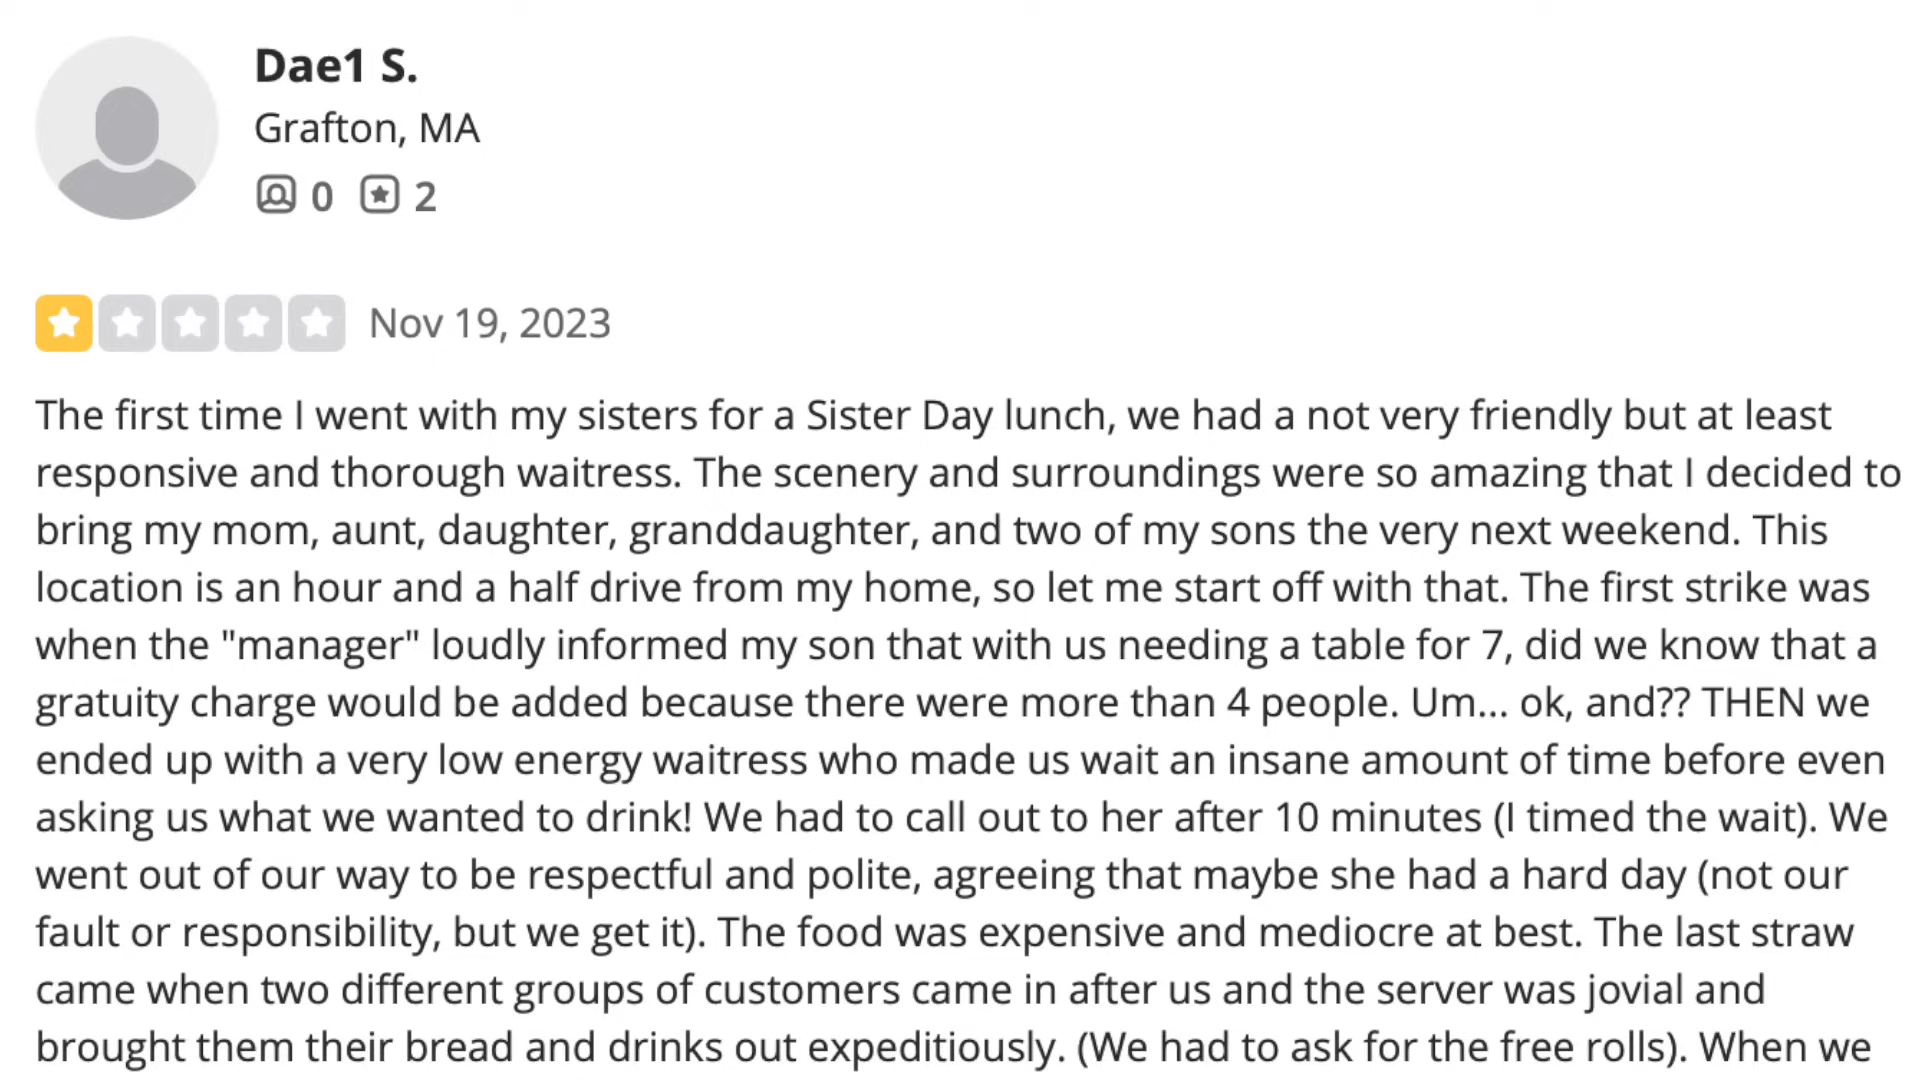 Dae1 S.
Grafton, MA
0 2
Nov 19, 2023
The first time I went with my sisters for a Sister Day lunch, we had a not very friendly but at least
responsive and thorough waitress. The scenery and surroundings were so amazing that I decided to
bring my mom, aunt, daughter, granddaughter, and two of my sons the very next weekend. This
location is an hour and a half drive from my home, so let me start off with that. The first strike was
when the "manager" loudly informed my son that with us needing a table for 7, did we know that a
gratuity charge would be added because there were more than 4 people. Um... ok, and?? THEN we
ended up with a very low energy waitress who made us wait an insane amount of time before even
asking us what we wanted to drink! We had to call out to her after 10 minutes (I timed the wait). We
went out of our way to be respectful and polite, agreeing that maybe she had a hard day (not our
fault or responsibility, but we get it). The food was expensive and mediocre at best. The last straw
came when two different groups of customers came in after us and the server was jovial and
brought them their bread and drinks out expeditiously. (We had to ask for the free rolls). When we